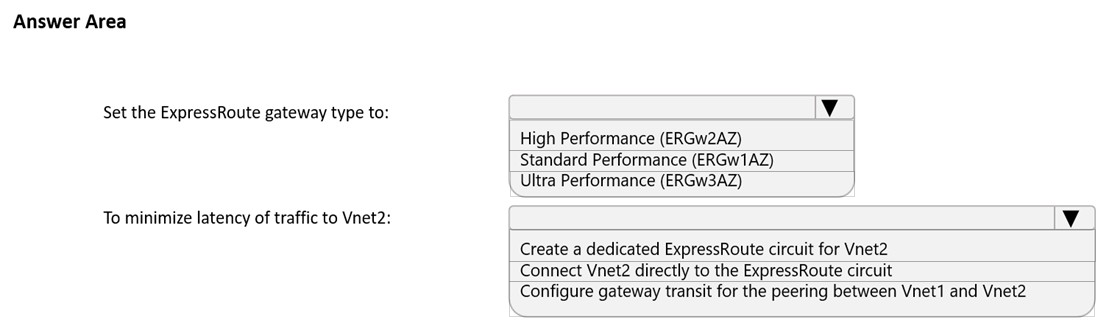 Answer Area
Set the ExpressRoute gateway type to:
High Performance (ERGw2AZ)
Standard Performance (ERGw1AZ)
Ultra Performance (ERGw3AZ)
To minimize latency of traffic to Vnet2:
Create a dedicated ExpressRoute circuit for Vnet2
Connect Vnet2 directly to the ExpressRoute circuit
Configure gateway transit for the peering between Vnet1 and Vnet2